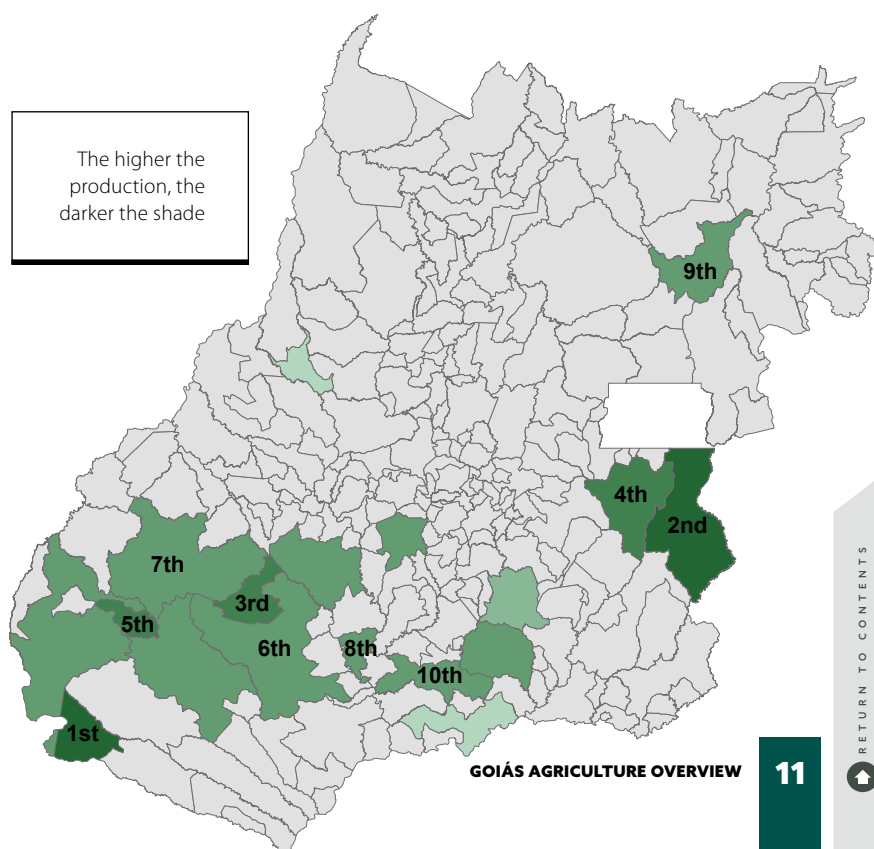 The higher the
production, the
darker the shade
9th
4th
2nd
7th
3rd
5th
6th
8th
10th
1st
GOIÁS AGRICULTURE OVERVIEW
11
RETURN TO CONTENTS